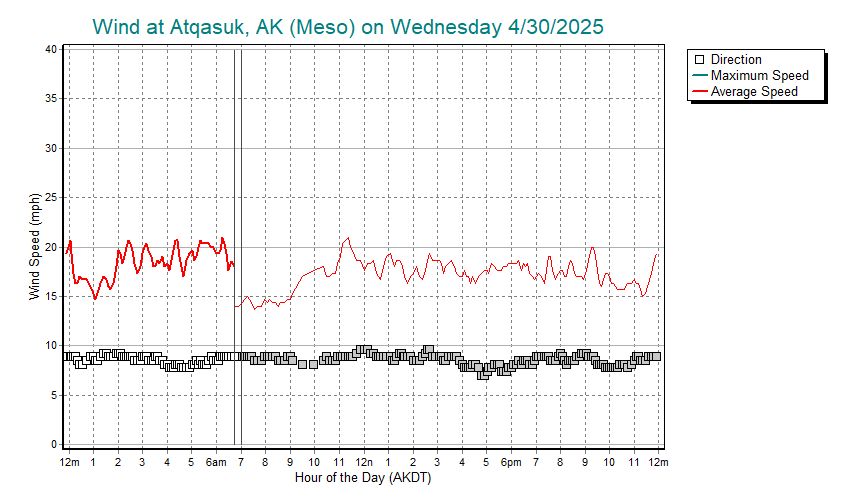 Wind at Atqasuk, AK (Meso) on Wednesday 4/30/2025
Direction
Maximum Speed
Average Speed
Wind Speed (mph)
40
35
30
25
20
15
10
5
0
12m 1 2 3 4 5 6am 7 8 9 10 11 12n 1 2 3 4 5 6pm 7 8 9 10 11 12m
Hour of the Day (AKDT)